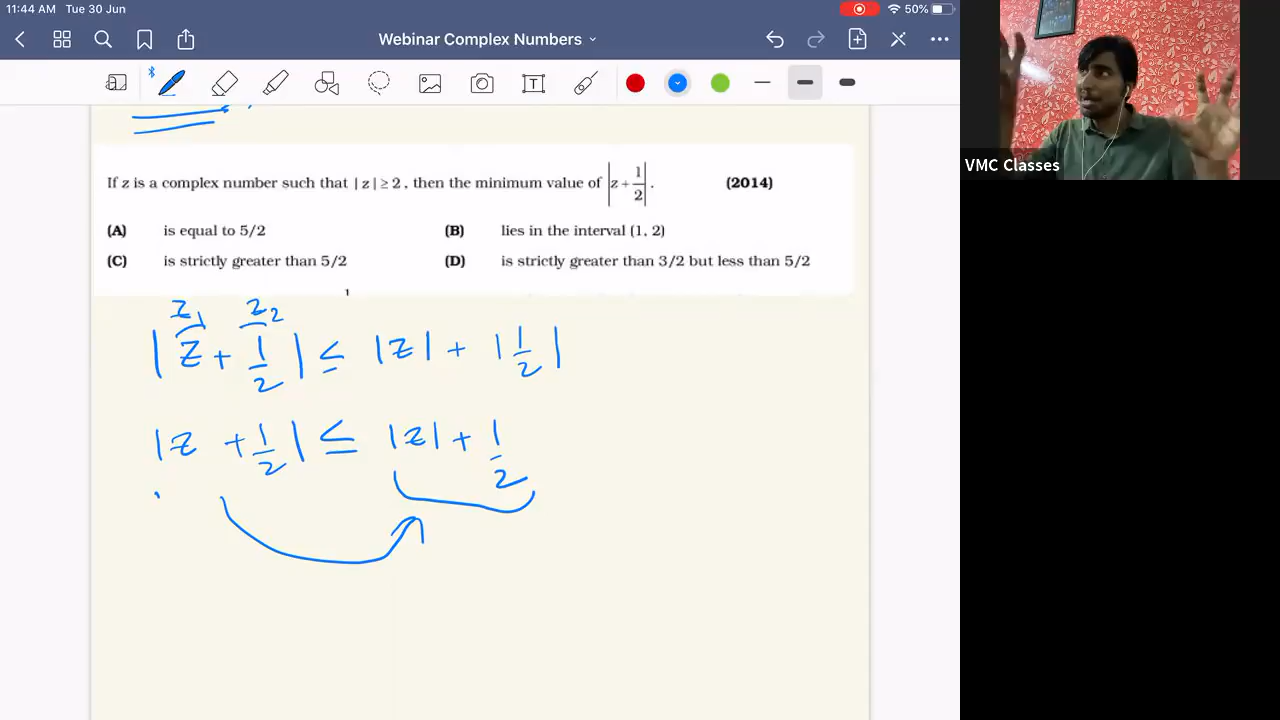 11:44 AM Tue 30 Jun
50%
Webinar Complex Numbers
T
VMC Classes
If z is a complex number such that | z | ≥ 2 , then the minimum value of |z + 1/2| . (2014)
(A) is equal to 5/2 (B) lies in the interval (1, 2)
(C) is strictly greater than 5/2 (D) is strictly greater than 3/2 but less than 5/2
1
z1 z2
|z + 1/2| ≤ |z| + |1/2|
|z + 1/2| ≤ |z| + 1/2